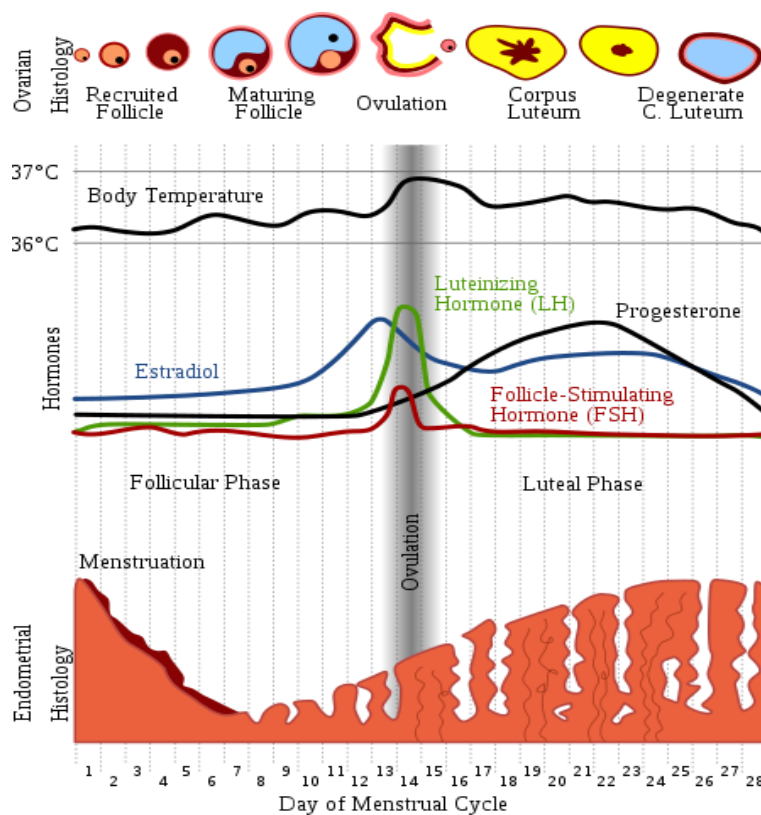 Ovarian
Histology
Recruited
Follicle
Maturing
Follicle
Ovulation
Corpus
Luteum
Degenerate
C. Luteum
37°C
Body Temperature
36°C
Hormones
Luteinizing
Hormone (LH)
Progesterone
Estradiol
Follicle-Stimulating
Hormone (FSH)
Follicular Phase
Luteal Phase
Ovulation
Menstruation
Endometrial
Histology
1 2 3 4 5 6 7 8 9 10 11 12 13 14 15 16 17 18 19 20 21 22 23 24 25 26 27 28
Day of Menstrual Cycle